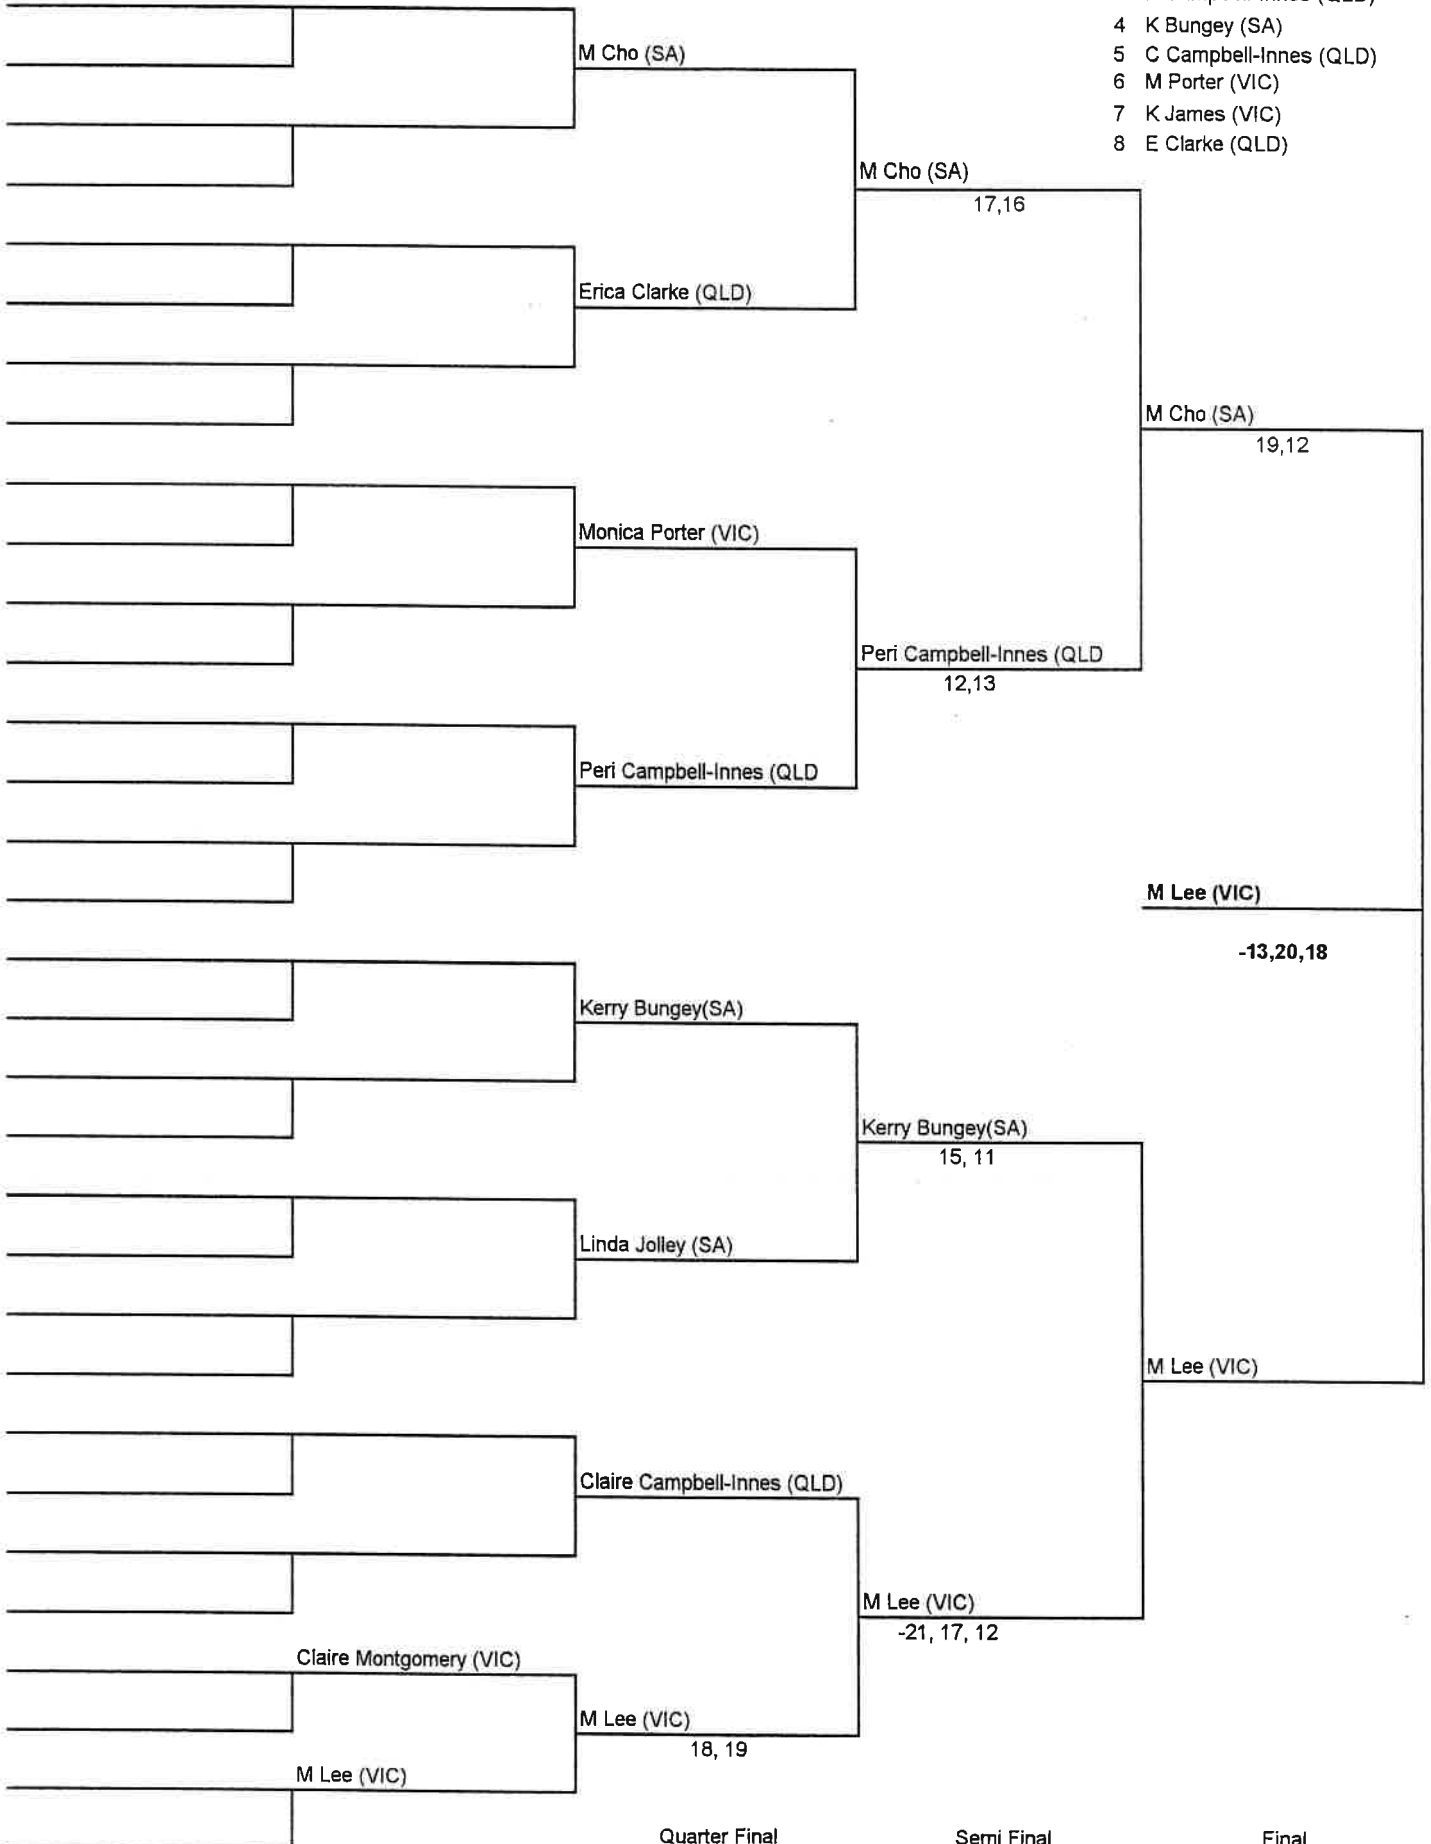 4 K Bungey (SA)
5 C Campbell-Innes (QLD)
6 M Porter (VIC)
7 K James (VIC)
8 E Clarke (QLD)
M Cho (SA)
M Cho (SA)
17,16
Erica Clarke (QLD)
M Cho (SA)
19,12
Monica Porter (VIC)
Peri Campbell-Innes (QLD
12,13
Peri Campbell-Innes (QLD
M Lee (VIC)
-13,20,18
Kerry Bungey(SA)
Kerry Bungey(SA)
15, 11
Linda Jolley (SA)
M Lee (VIC)
Claire Campbell-Innes (QLD)
M Lee (VIC)
-21, 17, 12
Claire Montgomery (VIC)
M Lee (VIC)
18, 19
M Lee (VIC)
Quarter Final Semi Final Final